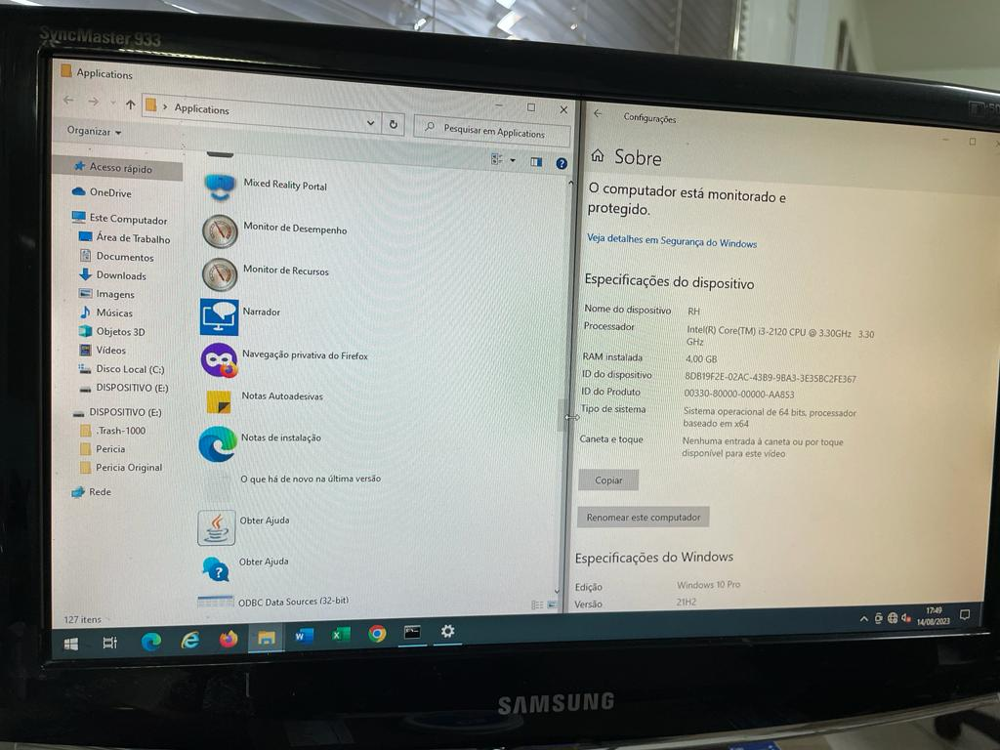 SyncMaster 933
Applications
Applications
Pesquisar em Applications
Organizar
Acesso rápido
OneDrive
Este Computador
Área de Trabalho
Documentos
Downloads
Imagens
Músicas
Objetos 3D
Vídeos
Disco Local (C:)
DISPOSITIVO (E:)
DISPOSITIVO (E:)
.Trash-1000
Pericia
Pericia Original
Rede
Mixed Reality Portal
Monitor de Desempenho
Monitor de Recursos
Narrador
Navegação privativa do Firefox
Notas Autoadesivas
Notas de instalação
O que há de novo na última versão
Obter Ajuda
Obter Ajuda
ODBC Data Sources (32-bit)
127 itens
Configurações
Sobre
O computador está monitorado e
protegido.
Veja detalhes em Segurança do Windows
Especificações do dispositivo
Nome do dispositivo RH
Processador Intel(R) Core(TM) i3-2120 CPU @ 3.30GHz 3.30
GHz
RAM instalada 4,00 GB
ID do dispositivo 8DB19F2E-02AC-43B9-9BA3-3E35BC2FE367
ID do Produto 00330-80000-00000-AA853
Tipo de sistema Sistema operacional de 64 bits, processador
baseado em x64
Caneta e toque Nenhuma entrada à caneta ou por toque
disponível para este vídeo
Copiar
Renomear este computador
Especificações do Windows
Edição Windows 10 Pro
Versão 21H2
17:49
14/08/2023
SAMSUNG